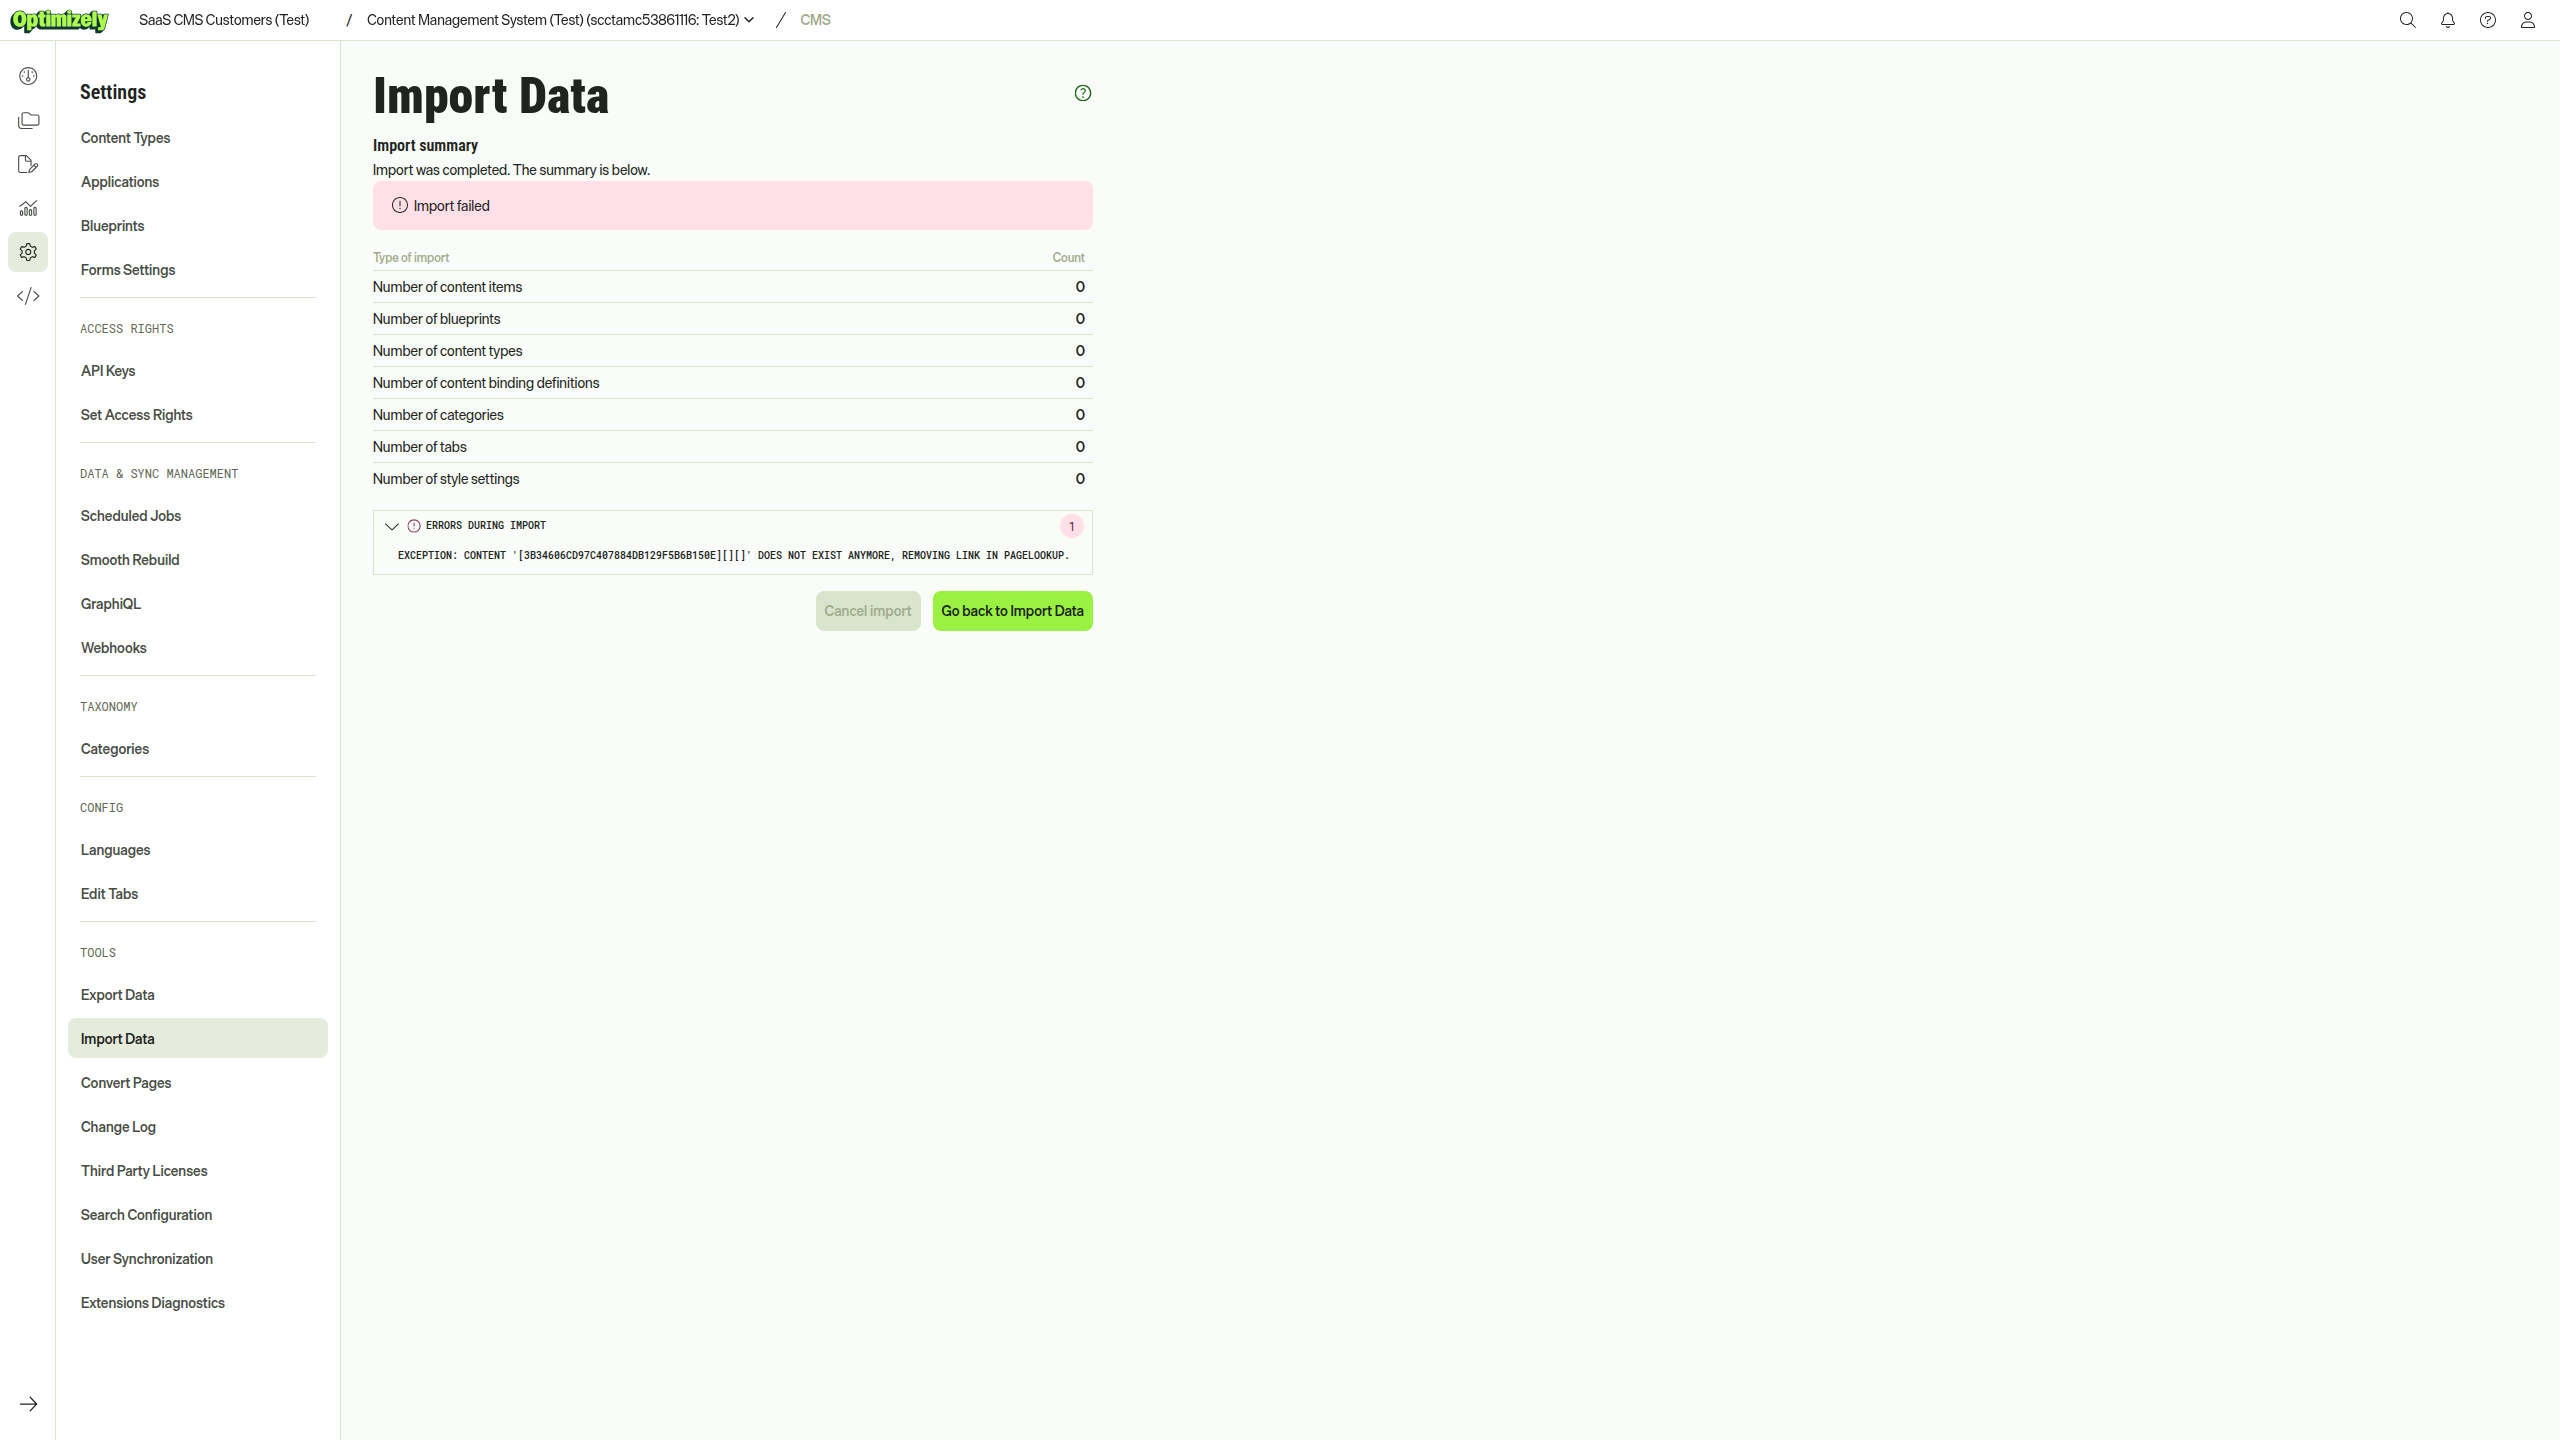 Optimizely
SaaS CMS Customers (Test) / Content Management System (Test) (scctamc53861116: Test2) / CMS
Settings
Content Types
Applications
Blueprints
Forms Settings
ACCESS RIGHTS
API Keys
Set Access Rights
DATA & SYNC MANAGEMENT
Scheduled Jobs
Smooth Rebuild
GraphiQL
Webhooks
TAXONOMY
Categories
CONFIG
Languages
Edit Tabs
TOOLS
Export Data
Import Data
Convert Pages
Change Log
Third Party Licenses
Search Configuration
User Synchronization
Extensions Diagnostics
Import Data
Import summary
Import was completed. The summary is below.
Import failed
Type of import Count
Number of content items 0
Number of blueprints 0
Number of content types 0
Number of content binding definitions 0
Number of categories 0
Number of tabs 0
Number of style settings 0
ERRORS DURING IMPORT 1
EXCEPTION: CONTENT '[3B34606CD97C407884DB129F5B6B150E][][]' DOES NOT EXIST ANYMORE, REMOVING LINK IN PAGELOOKUP.
Cancel import Go back to Import Data